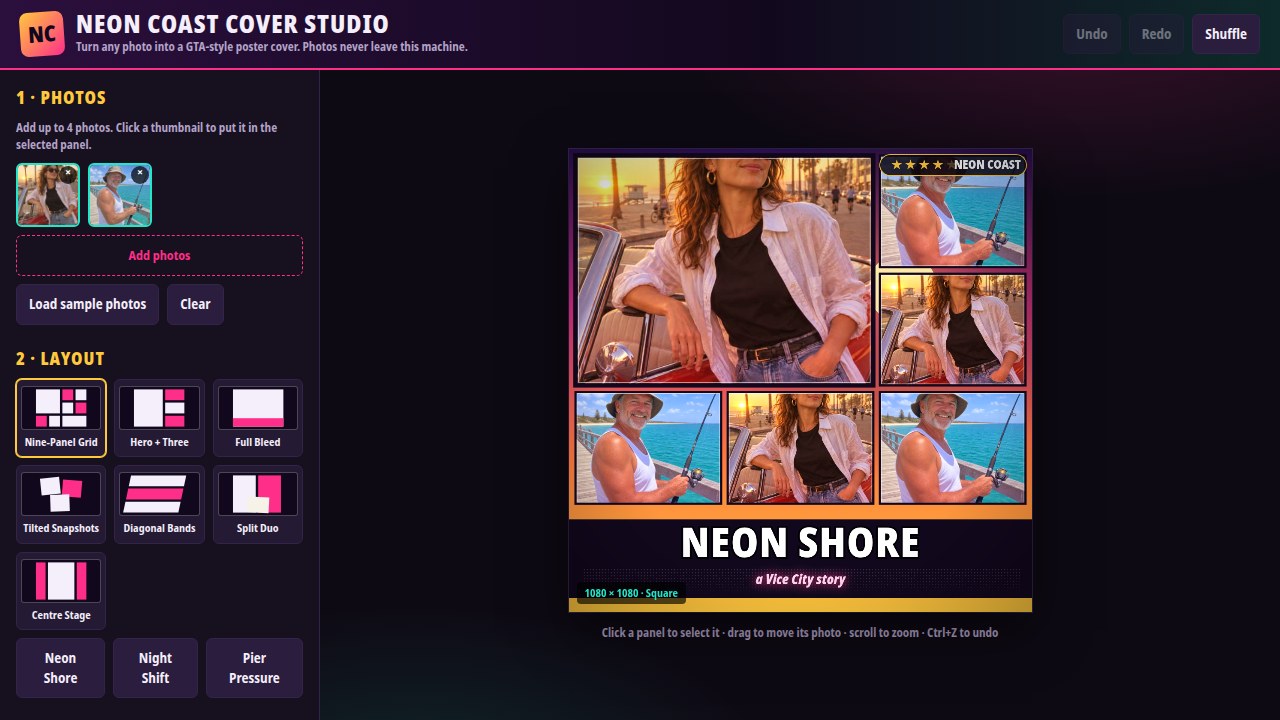 NC
NEON COAST COVER STUDIO
Turn any photo into a GTA-style poster cover. Photos never leave this machine.
Undo
Redo
Shuffle
1 · PHOTOS
Add up to 4 photos. Click a thumbnail to put it in the
selected panel.
×
×
Add photos
Load sample photos
Clear
2 · LAYOUT
Nine-Panel Grid
Hero + Three
Full Bleed
Tilted Snapshots
Diagonal Bands
Split Duo
Centre Stage
Neon
Shore
Night
Shift
Pier
Pressure
★★★★★ NEON COAST
NEON SHORE
a Vice City story
1080 × 1080 · Square
Click a panel to select it · drag to move its photo · scroll to zoom · Ctrl+Z to undo